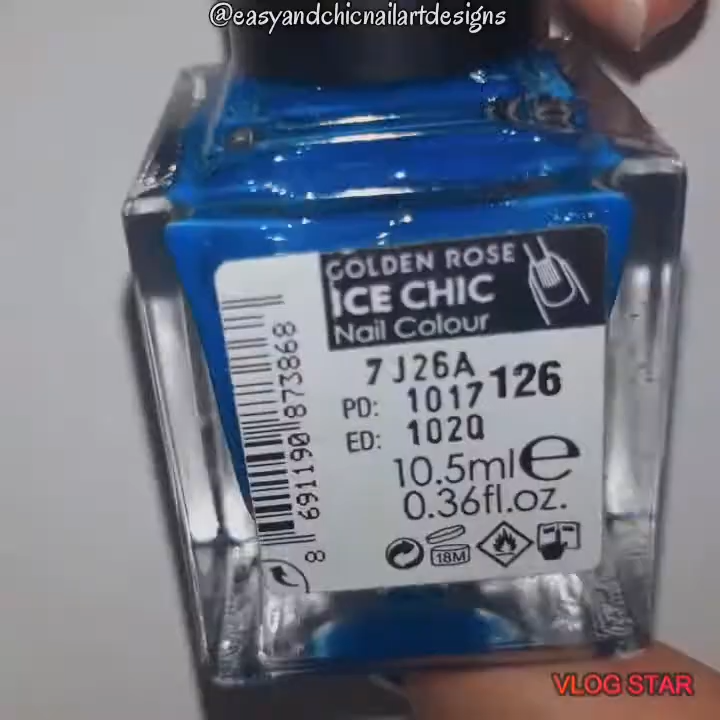 @easyandchicnailartdesigns
GOLDEN ROSE
ICE CHIC
Nail Colour
7J26A
126
PD: 1017
ED: 1020
10.5ml e
0.36fl.oz.
18M
8 691190 873868
VLOG STAR